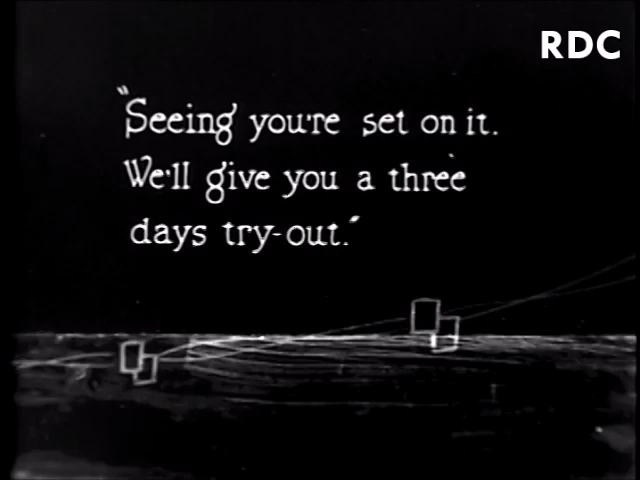 RDC
"Seeing you're set on it.
We'll give you a three
days try-out."